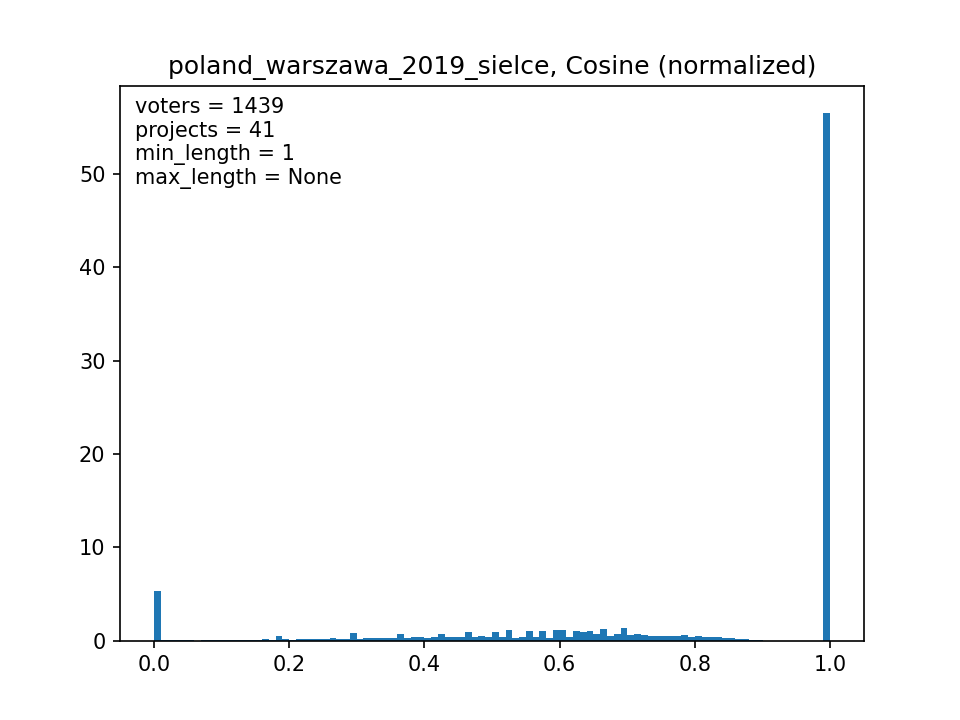 poland_warszawa_2019_sielce, Cosine (normalized)
voters = 1439
projects = 41
min_length = 1
max_length = None
50
40
30
20
10
0
0.0 0.2 0.4 0.6 0.8 1.0